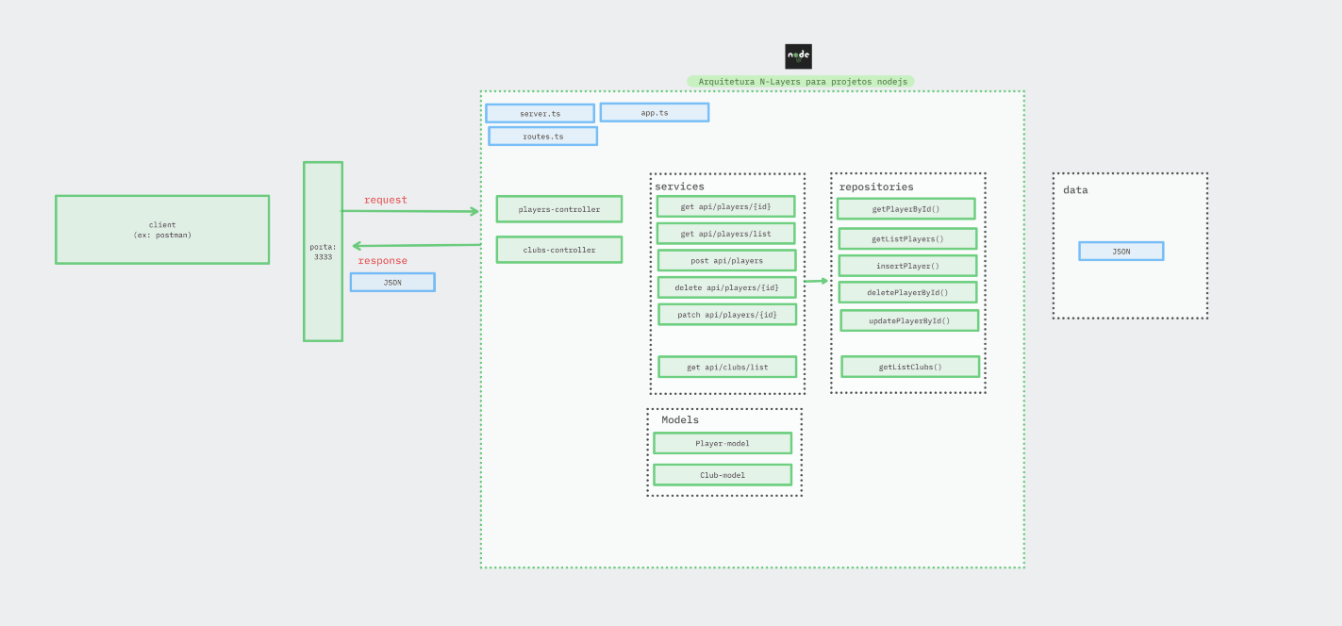 node
Arquitetura N-Layers para projetos nodejs
server.ts
app.ts
routes.ts
client
(ex: postman)
porta:
3333
request
response
JSON
players-controller
clubs-controller
services
get api/players/{id}
get api/players/list
post api/players
delete api/players/{id}
patch api/players/{id}
get api/clubs/list
repositories
getPlayerById()
getListPlayers()
insertPlayer()
deletePlayerById()
updatePlayerById()
getListClubs()
Models
Player-model
Club-model
data
JSON